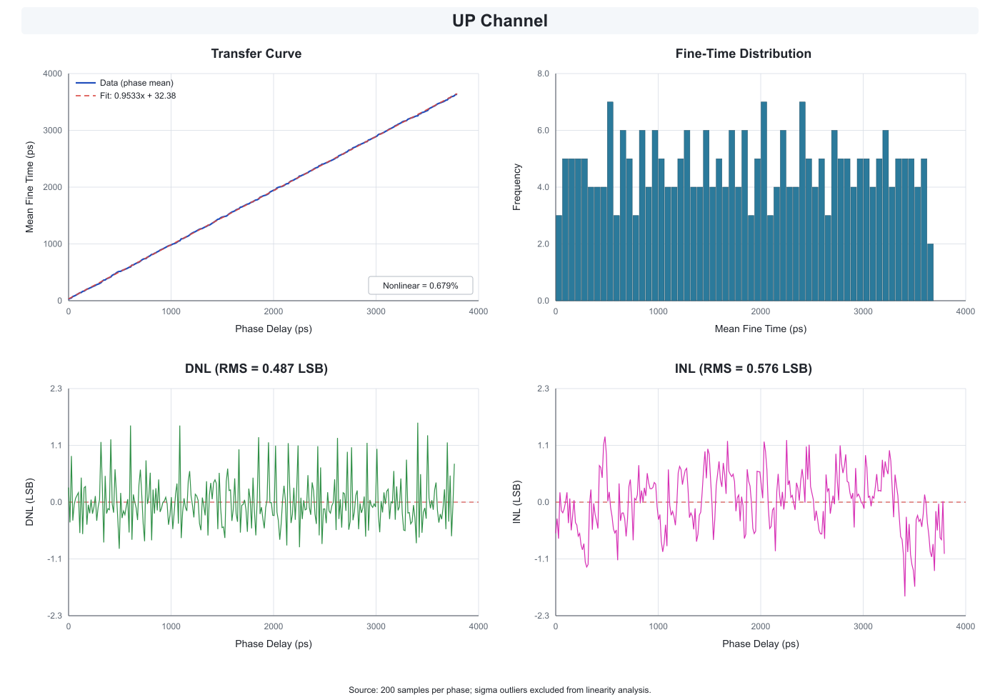 UP Channel
Transfer Curve
4000
3000
2000
1000
0
0
1000
2000
3000
4000
Mean Fine Time (ps)
Phase Delay (ps)
Data (phase mean)
Fit: 0.9533x + 32.38
Nonlinear = 0.679%
Fine-Time Distribution
8.0
6.0
4.0
2.0
0.0
0
1000
2000
3000
4000
Frequency
Mean Fine Time (ps)
DNL (RMS = 0.487 LSB)
2.3
1.1
0.0
-1.1
-2.3
0
1000
2000
3000
4000
DNL (LSB)
Phase Delay (ps)
INL (RMS = 0.576 LSB)
2.3
1.1
0.0
-1.1
-2.3
0
1000
2000
3000
4000
INL (LSB)
Phase Delay (ps)
Source: 200 samples per phase; sigma outliers excluded from linearity analysis.